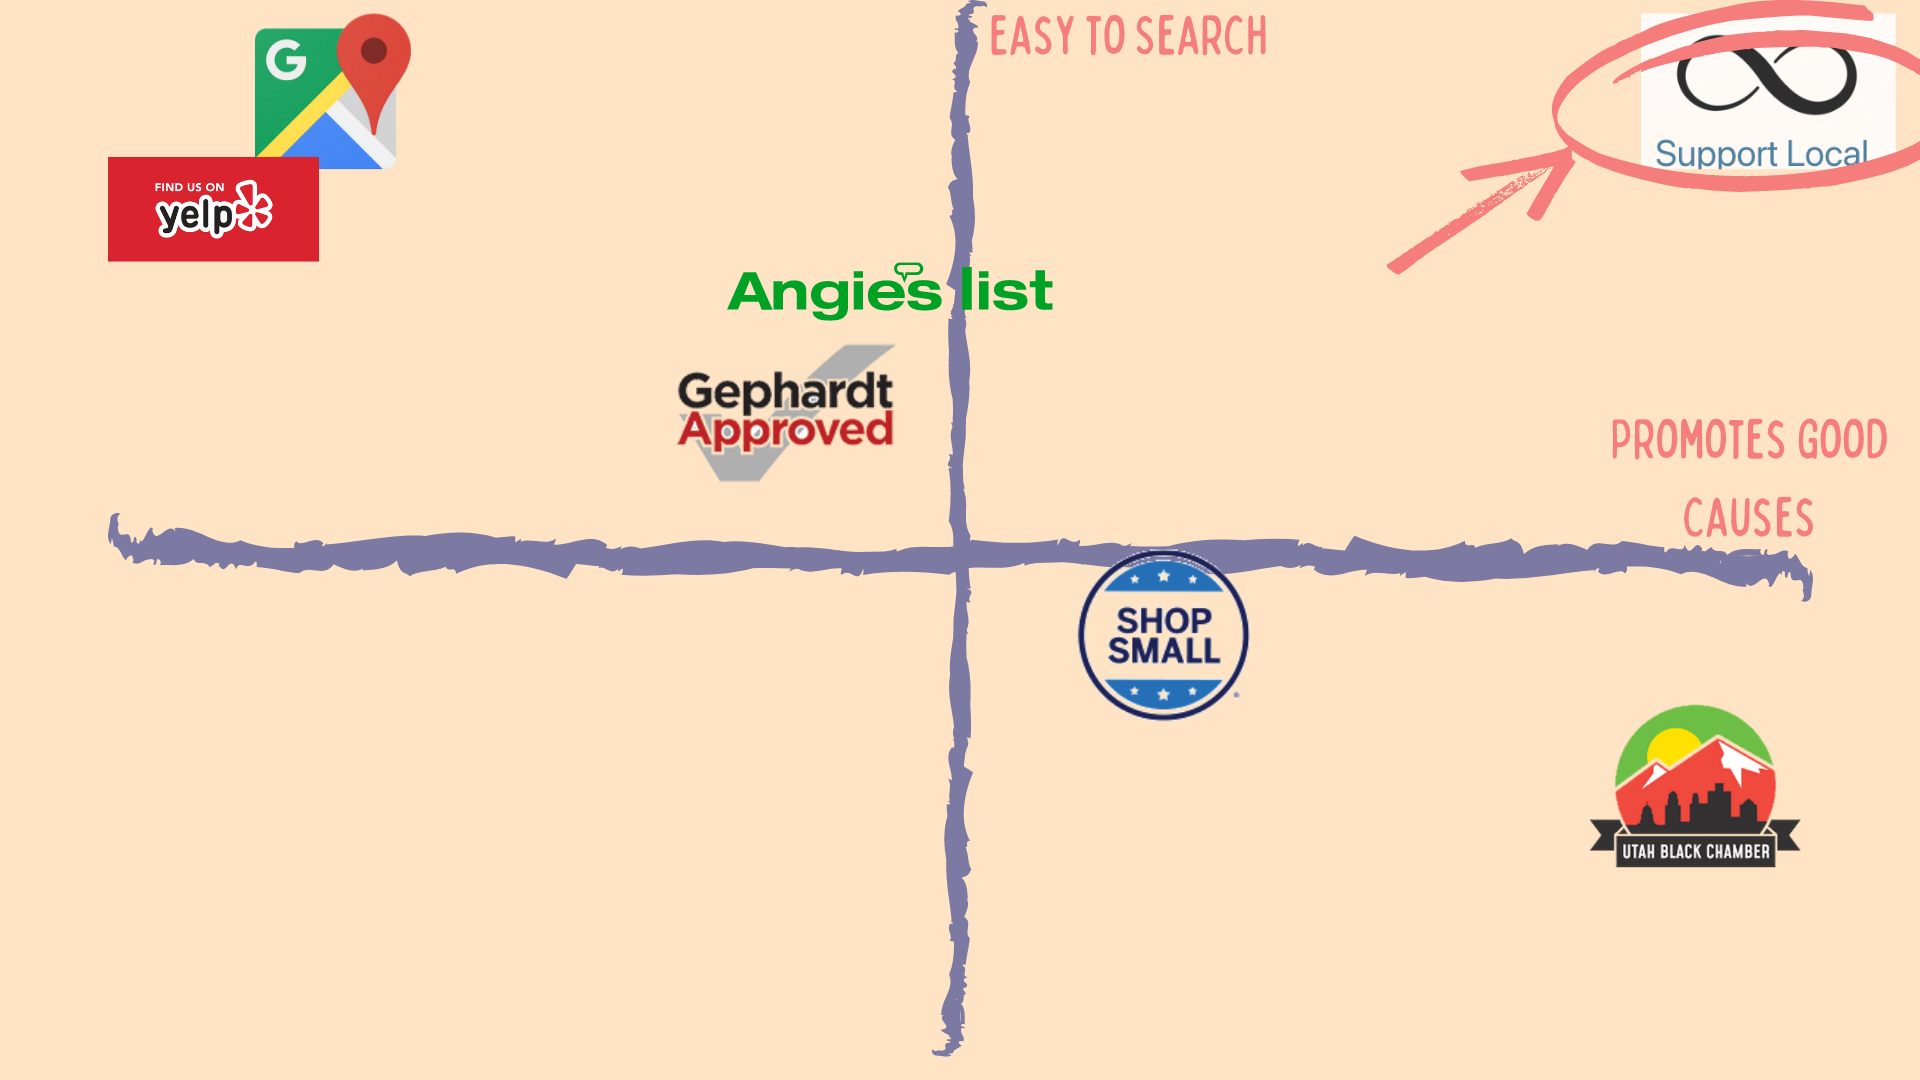 EASY TO SEARCH
G
Support Local
FIND US ON
yelp
Angie's list
Gephardt
Approved
PROMOTES GOOD
CAUSES
SHOP
SMALL
UTAH BLACK CHAMBER